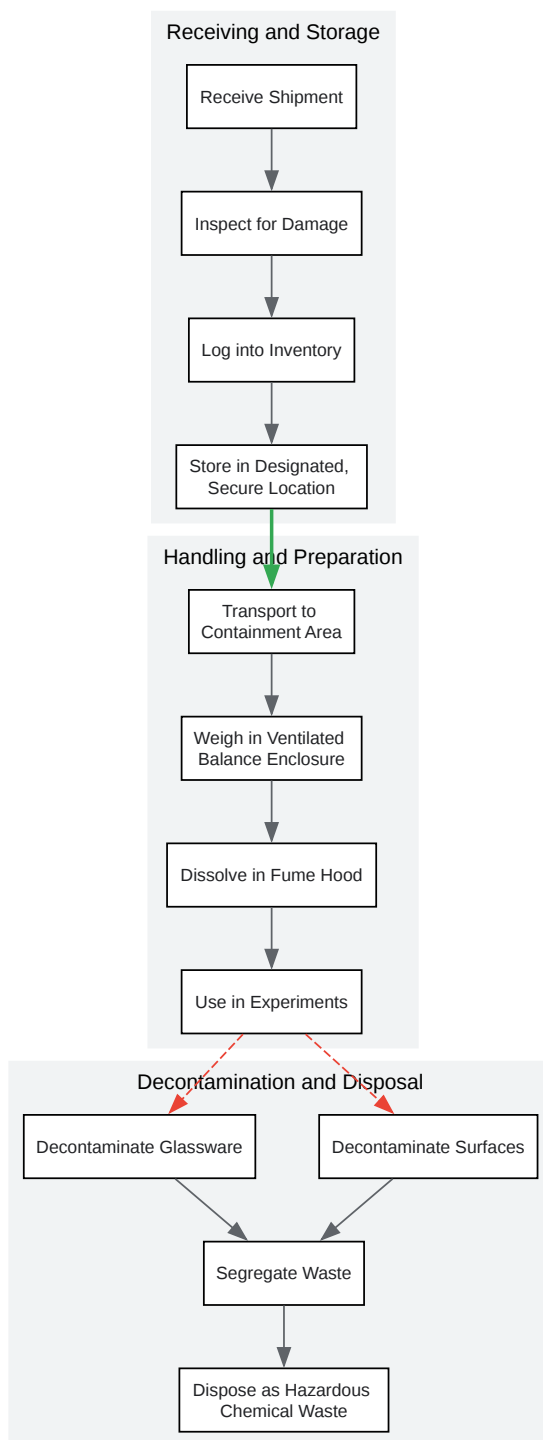 Receiving and Storage
Receive Shipment
Inspect for Damage
Log into Inventory
Store in Designated,
Secure Location
Handling and Preparation
Transport to
Containment Area
Weigh in Ventilated
Balance Enclosure
Dissolve in Fume Hood
Use in Experiments
Decontamination and Disposal
Decontaminate Glassware
Decontaminate Surfaces
Segregate Waste
Dispose as Hazardous
Chemical Waste